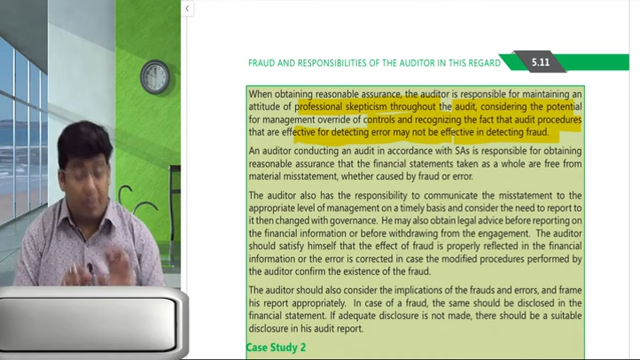 FRAUD AND RESPONSIBILITIES OF THE AUDITOR IN THIS REGARD
5.11
When obtaining reasonable assurance, the auditor is responsible for maintaining an
attitude of professional skepticism throughout the audit, considering the potential
for management override of controls and recognizing the fact that audit procedures
that are effective for detecting error may not be effective in detecting fraud.
An auditor conducting an audit in accordance with SAs is responsible for obtaining
reasonable assurance that the financial statements taken as a whole are free from
material misstatement, whether caused by fraud or error.
The auditor also has the responsibility to communicate the misstatement to the
appropriate level of management on a timely basis and consider the need to report to
it then changed with governance. He may also obtain legal advice before reporting on
the financial information or before withdrawing from the engagement. The auditor
should satisfy himself that the effect of fraud is properly reflected in the financial
information or the error is corrected in case the modified procedures performed by
the auditor confirm the existence of the fraud.
The auditor should also consider the implications of the frauds and errors, and frame
his report appropriately. In case of a fraud, the same should be disclosed in the
financial statement. If adequate disclosure is not made, there should be a suitable
disclosure in his audit report.
Case Study 2